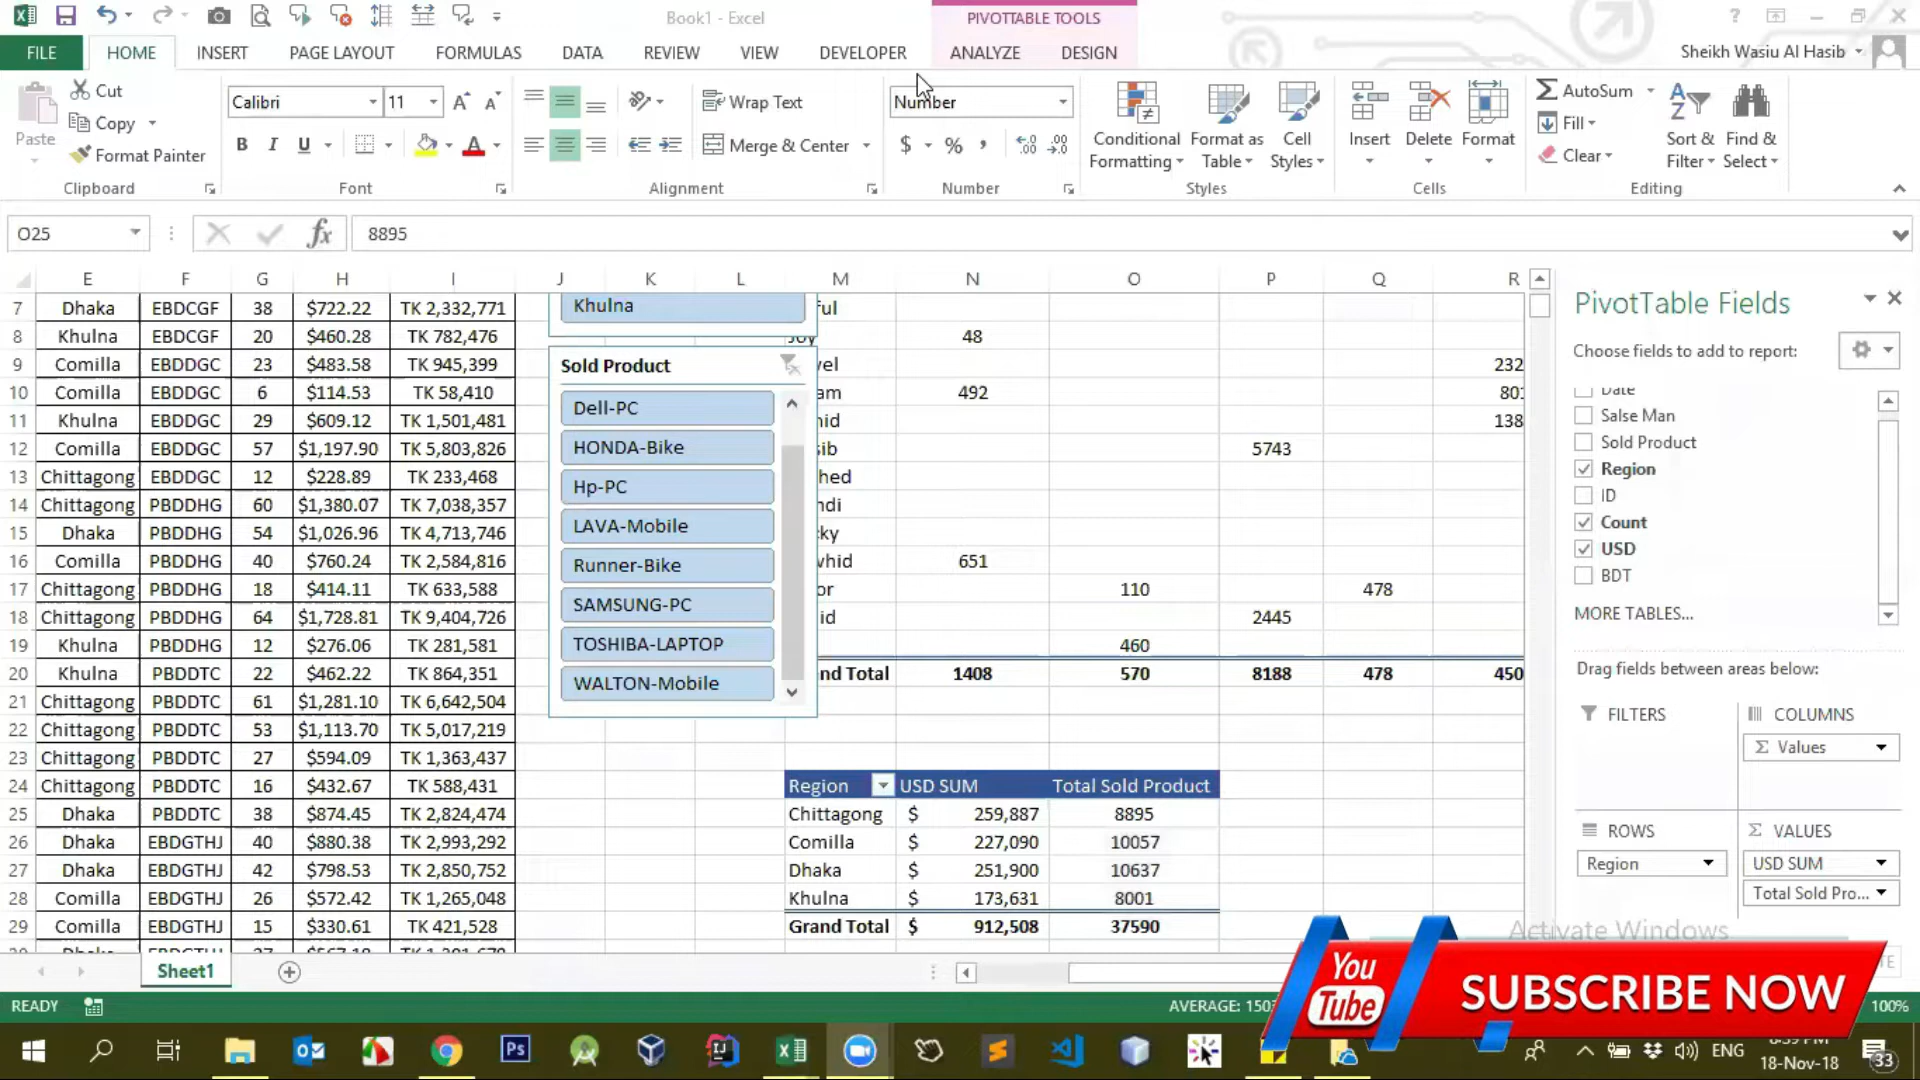 Book1 - Excel
PIVOTTABLE TOOLS
?
FILE HOME INSERT PAGE LAYOUT FORMULAS DATA REVIEW VIEW DEVELOPER ANALYZE DESIGN Sheikh Wasiu Al Hasib
Paste Cut Copy Format Painter
Calibri 11 B I U
Wrap Text Merge & Center
Number $ %
Conditional Formatting Format as Table Cell Styles
Insert Delete Format
AutoSum Fill Clear
Sort & Filter Find & Select
Clipboard Font Alignment Number Styles Cells Editing
O25 fx 8895
E F G H I J K L M N O P Q R
7 Dhaka EBDCGF 38 $722.22 TK 2,332,771
8 Khulna EBDCGF 20 $460.28 TK 782,476 48
9 Comilla EBDDGC 23 $483.58 TK 945,399 232
10 Comilla EBDDGC 6 $114.53 TK 58,410 492
11 Khulna EBDDGC 29 $609.12 TK 1,501,481 138
12 Comilla EBDDGC 57 $1,197.90 TK 5,803,826 5743
13 Chittagong EBDDGC 12 $228.89 TK 233,468
14 Chittagong PBDDHG 60 $1,380.07 TK 7,038,357
15 Dhaka PBDDHG 54 $1,026.96 TK 4,713,746
16 Comilla PBDDHG 40 $760.24 TK 2,584,816 651
17 Chittagong PBDDHG 18 $414.11 TK 633,588 110 478
18 Chittagong PBDDHG 64 $1,728.81 TK 9,404,726 2445
19 Khulna PBDDHG 12 $276.06 TK 281,581 460
20 Khulna PBDDTC 22 $462.22 TK 864,351 nd Total 1408 570 8188 478 450
21 Chittagong PBDDTC 61 $1,281.10 TK 6,642,504
22 Chittagong PBDDTC 53 $1,113.70 TK 5,017,219
23 Chittagong PBDDTC 27 $594.09 TK 1,363,437
24 Chittagong PBDDTC 16 $432.67 TK 588,431 Region USD SUM Total Sold Product
25 Dhaka PBDDTC 38 $874.45 TK 2,824,474 Chittagong $ 259,887 8895
26 Dhaka EBDGTHJ 40 $880.38 TK 2,993,292 Comilla $ 227,090 10057
27 Dhaka EBDGTHJ 42 $798.53 TK 2,850,752 Dhaka $ 251,900 10637
28 Comilla EBDGTHJ 26 $572.42 TK 1,265,048 Khulna $ 173,631 8001
29 Comilla EBDGTHJ 15 $330.61 TK 421,528 Grand Total $ 912,508 37590
Khulna
Sold Product
Dell-PC
HONDA-Bike
Hp-PC
LAVA-Mobile
Runner-Bike
SAMSUNG-PC
TOSHIBA-LAPTOP
WALTON-Mobile
PivotTable Fields
Choose fields to add to report:
Date
Salse Man
Sold Product
Region
ID
Count
USD
BDT
MORE TABLES...
Drag fields between areas below:
FILTERS COLUMNS
Σ Values
ROWS Σ VALUES
Region USD SUM
Total Sold Pro...
Activate Windows
Sheet1
You
Tube
SUBSCRIBE NOW
READY AVERAGE: 150 100%
Ps IJ ENG
18-Nov-18 33